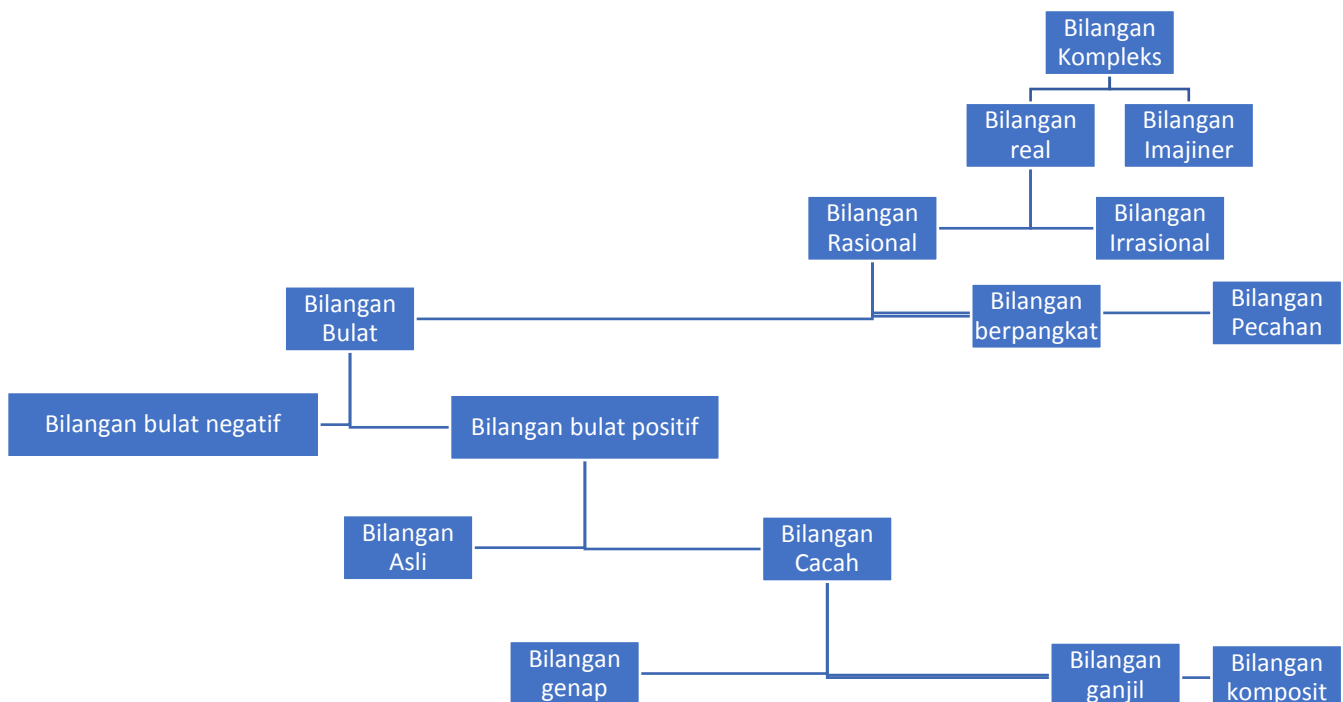 Bilangan
Kompleks
Bilangan
real
Bilangan
Imajiner
Bilangan
Rasional
Bilangan
Irrasional
Bilangan
Bulat
Bilangan
berpangkat
Bilangan
Pecahan
Bilangan bulat negatif
Bilangan bulat positif
Bilangan
Asli
Bilangan
Cacah
Bilangan
genap
Bilangan
ganjil
Bilangan
komposit